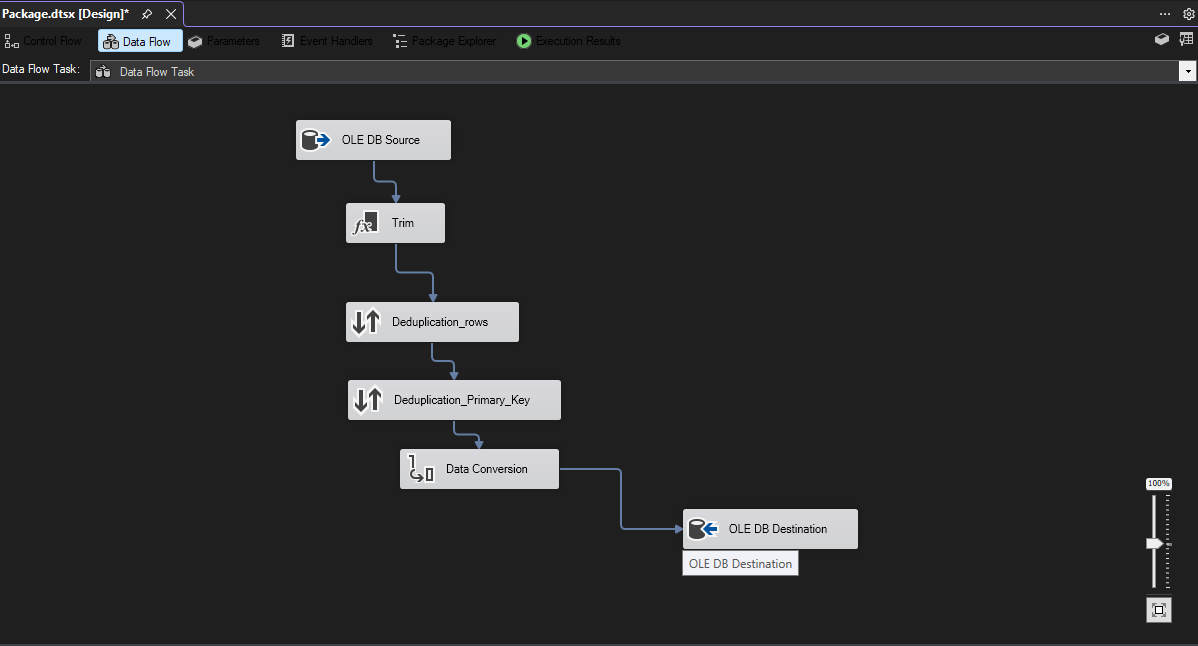 Package.dtsx [Design]*
Control Flow Data Flow Parameters Event Handlers Package Explorer Execution Results
Data Flow Task: Data Flow Task
OLE DB Source
fx Trim
Deduplication_rows
Deduplication_Primary_Key
Data Conversion
100%
OLE DB Destination
OLE DB Destination